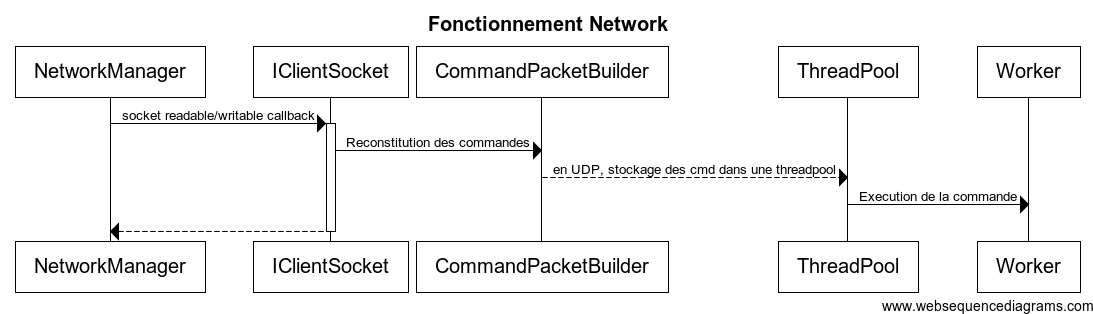 Fonctionnement Network
NetworkManager
IClientSocket
CommandPacketBuilder
ThreadPool
Worker
socket readable/writable callback
Reconstitution des commandes
en UDP, stockage des cmd dans une threadpool
Execution de la commande
NetworkManager
IClientSocket
CommandPacketBuilder
ThreadPool
Worker
www.websequencediagrams.com